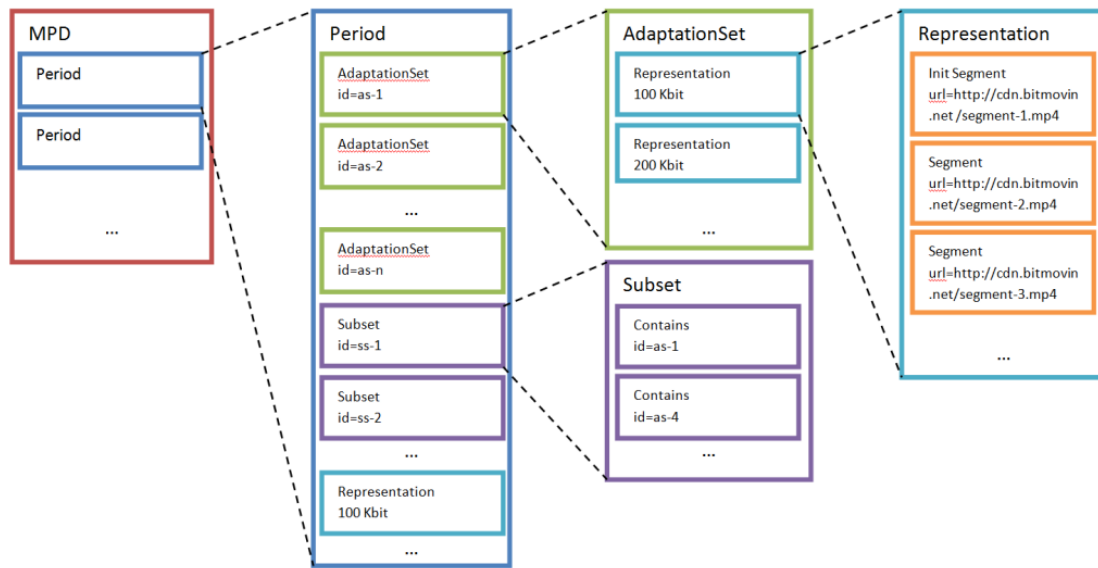 MPD
Period
Period
...
Period
AdaptationSet
id=as-1
AdaptationSet
id=as-2
...
AdaptationSet
id=as-n
Subset
id=ss-1
Subset
id=ss-2
...
Representation
100 Kbit
...
AdaptationSet
Representation
100 Kbit
Representation
200 Kbit
...
Subset
Contains
id=as-1
Contains
id=as-4
...
Representation
Init Segment
url=http://cdn.bitmovin
.net/segment-1.mp4
Segment
url=http://cdn.bitmovin
.net/segment-2.mp4
Segment
url=http://cdn.bitmovin
.net/segment-3.mp4
...